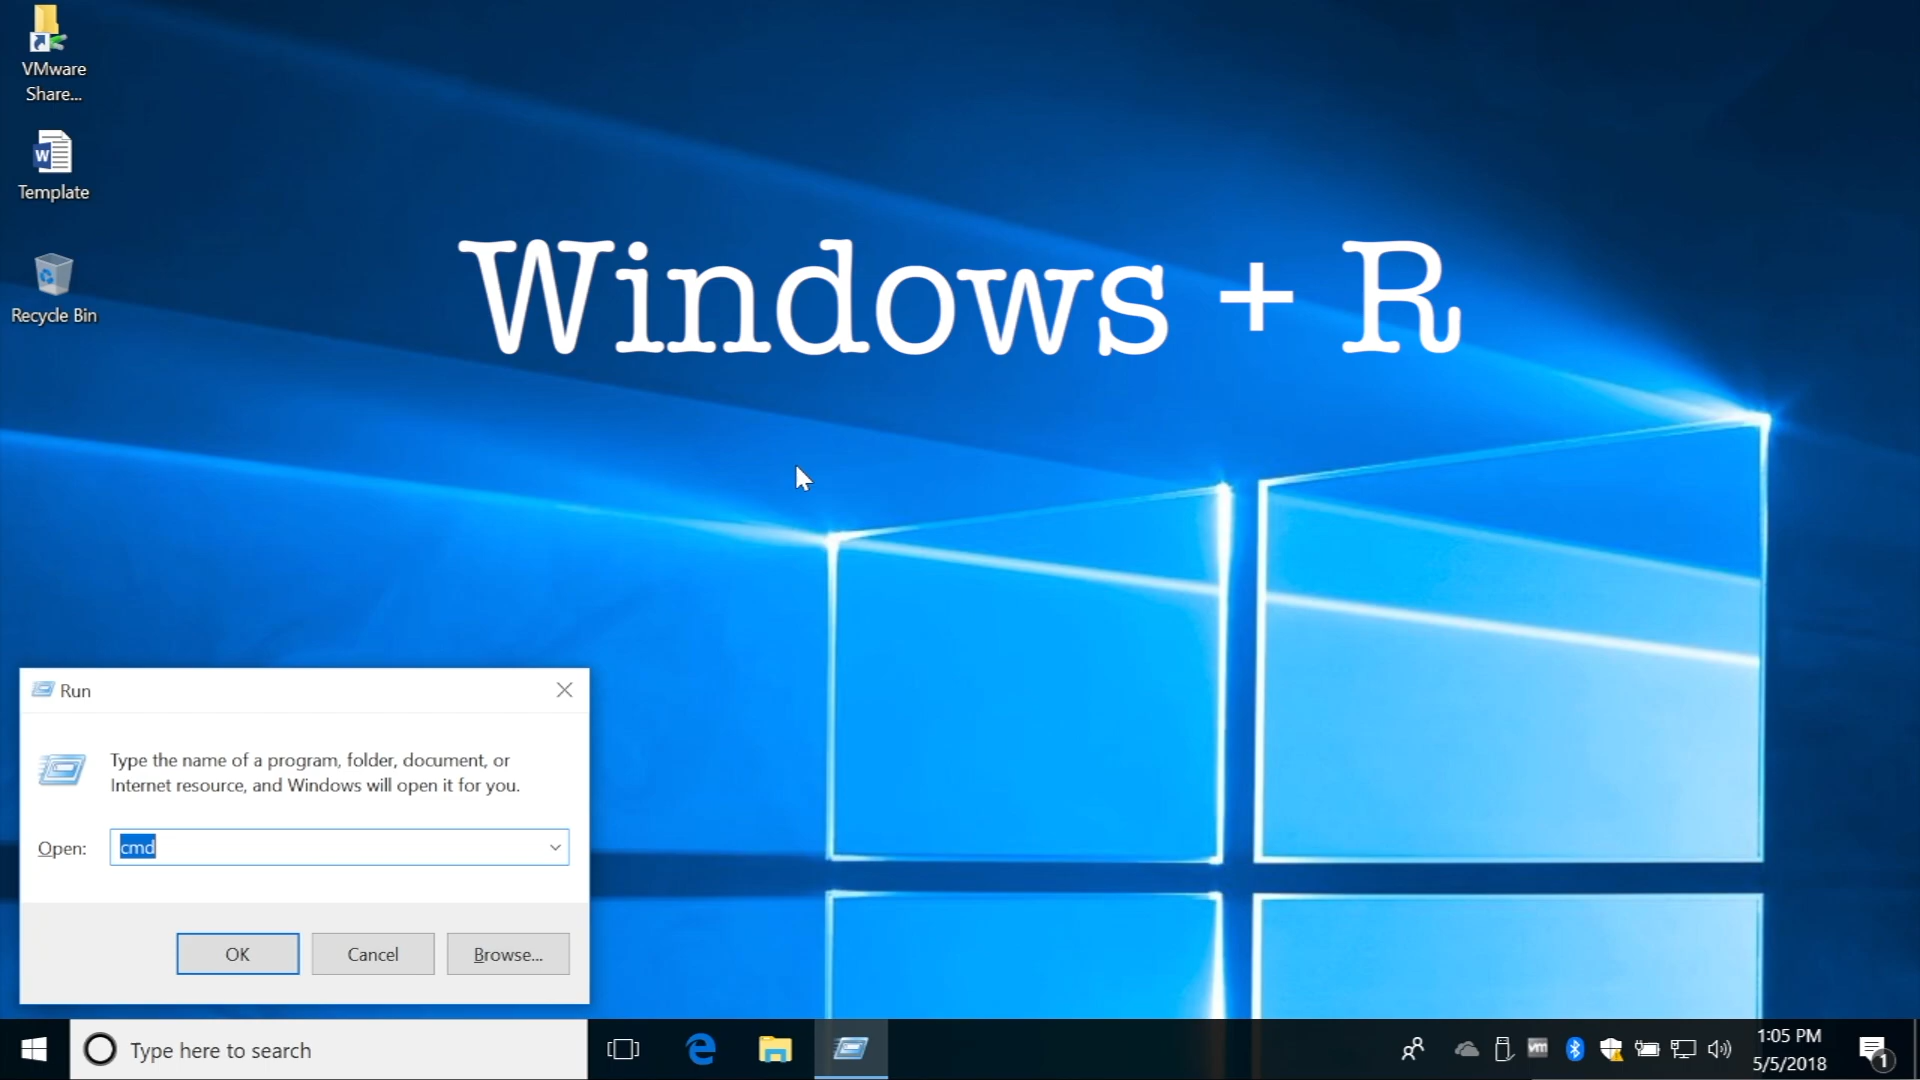 VMware
Share...
Template
Recycle Bin
Windows + R
Run
Type the name of a program, folder, document, or
Internet resource, and Windows will open it for you.
Open: cmd
OK Cancel Browse...
Type here to search
vm
1:05 PM
5/5/2018
1